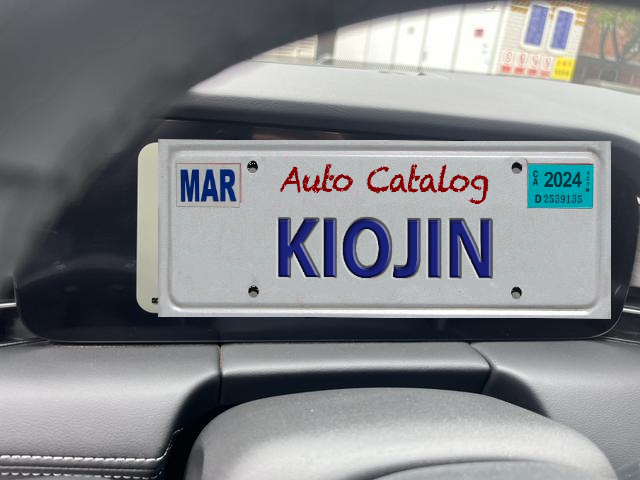 MAR
Auto Catalog
CA
2024
D 2539135
KIOJIN